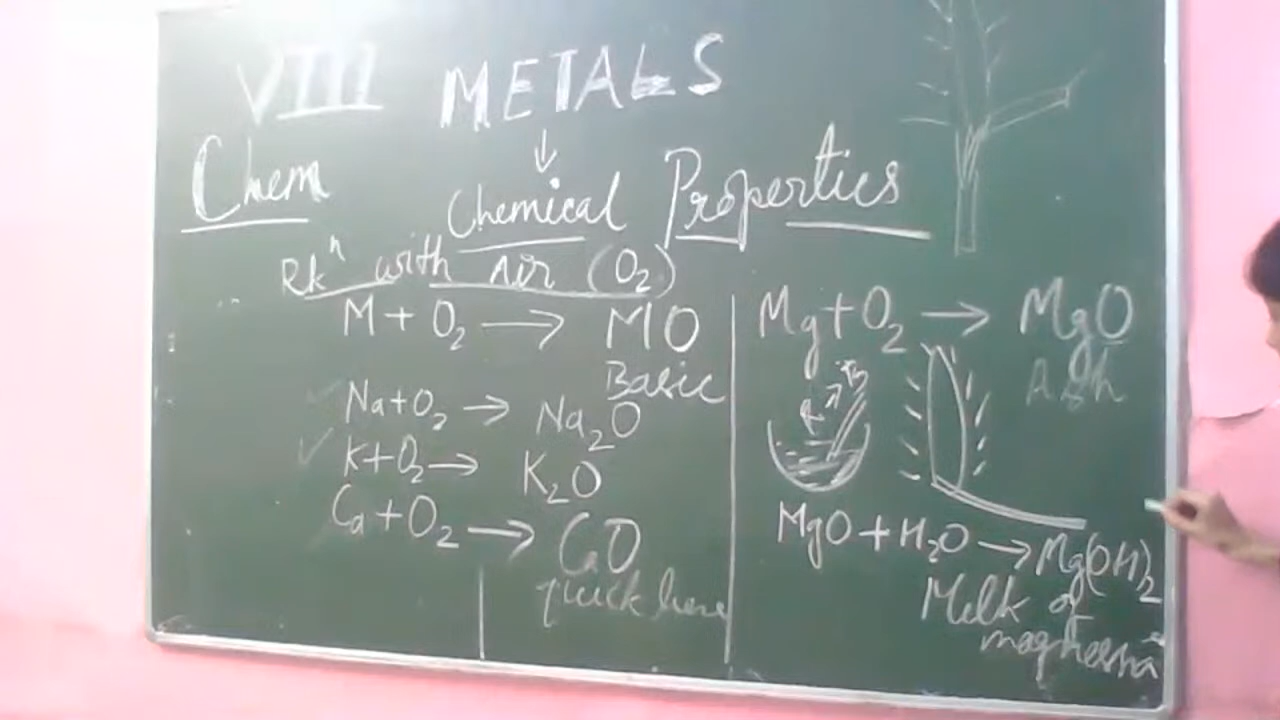 VIII METALS
Chem
↓
Chemical Properties
Rkⁿ with Air (O₂)
M + O₂ → MO
Basic
Na + O₂ → Na₂O
K + O₂ → K₂O
Ca + O₂ → CaO
quick lime
Mg + O₂ → MgO
Ash
MgO + H₂O → Mg(OH)₂
Milk of
magnesia